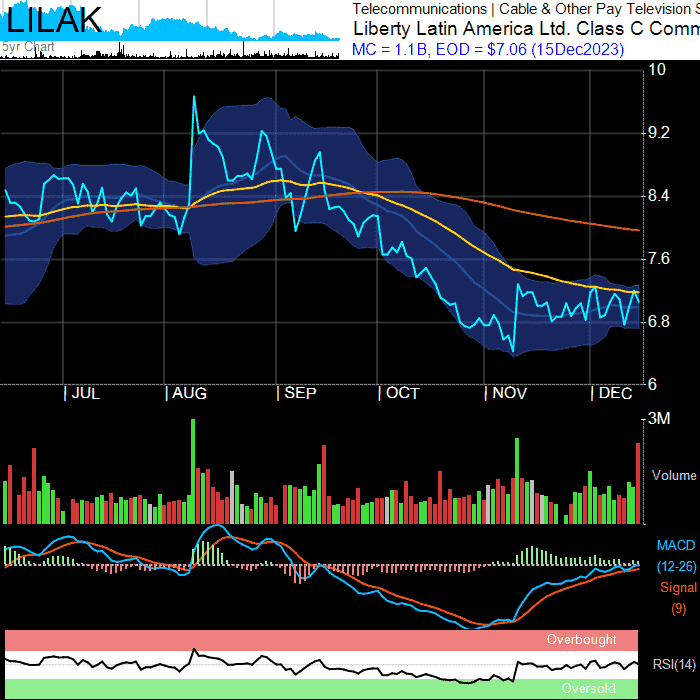 LILAK
5yr Chart
Telecommunications | Cable & Other Pay Television S
Liberty Latin America Ltd. Class C Comm
MC = 1.1B, EOD = $7.06 (15Dec2023)
10
9.2
8.4
7.6
6.8
6
| JUL | AUG | SEP | OCT | NOV | DEC
3M
Volume
MACD
(12-26)
Signal
(9)
Overbought
RSI(14)
Oversold